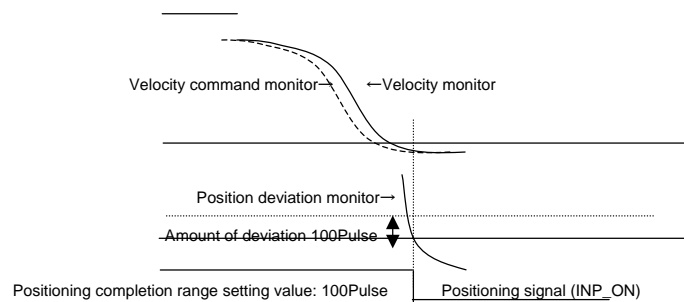 Velocity command monitor→ ←Velocity monitor
Position deviation monitor→
Amount of deviation 100Pulse
Positioning completion range setting value: 100Pulse Positioning signal (INP_ON)